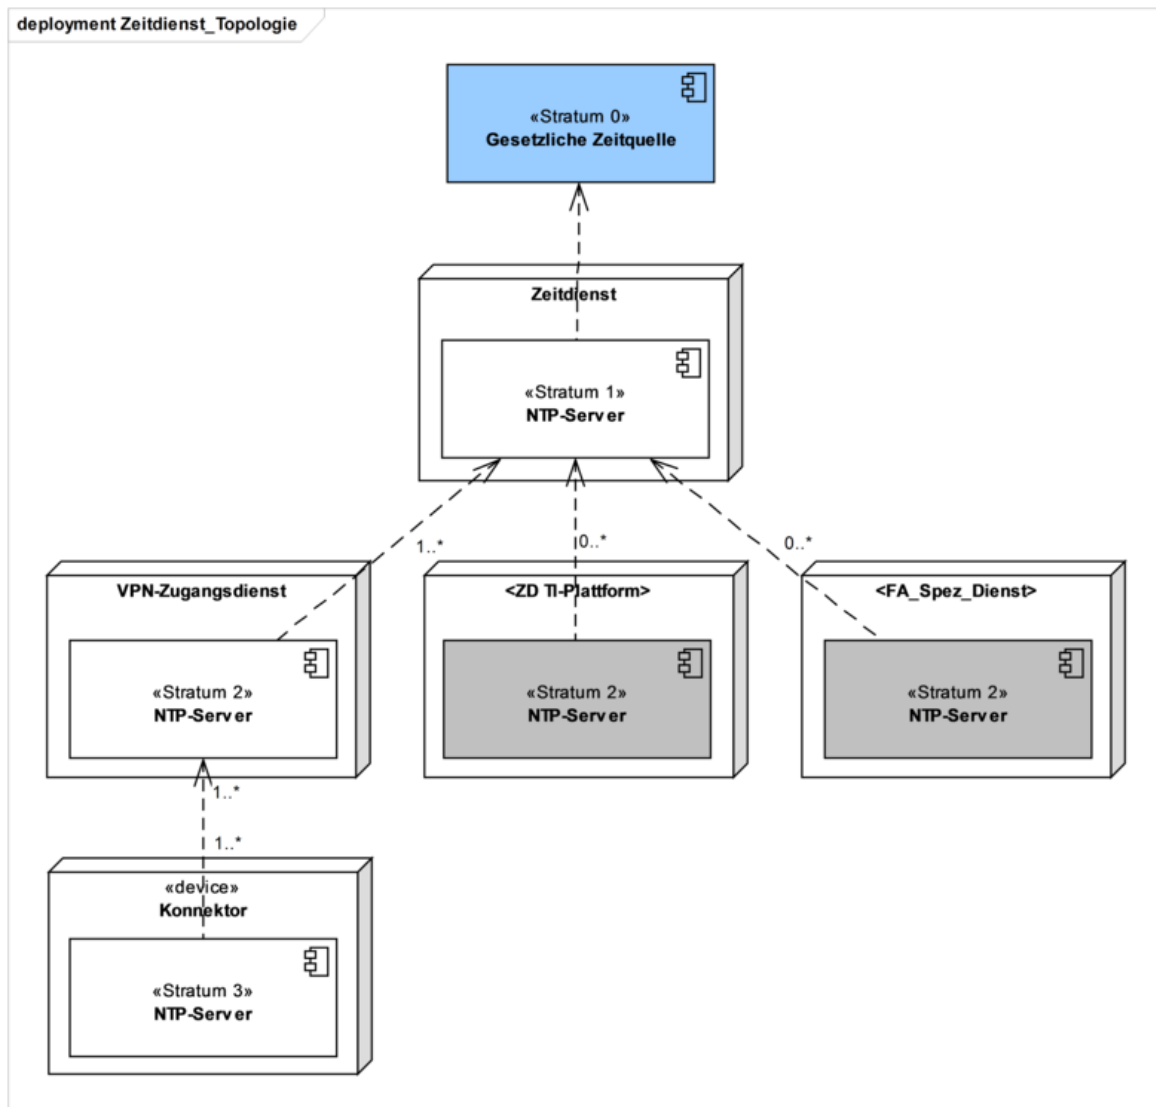 deployment Zeitdienst_Topologie
«Stratum 0»
Gesetzliche Zeitquelle
Zeitdienst
«Stratum 1»
NTP-Server
1..*
0..*
0..*
VPN-Zugangsdienst
<ZD TI-Plattform>
<FA_Spez_Dienst>
«Stratum 2»
NTP-Server
«Stratum 2»
NTP-Server
«Stratum 2»
NTP-Server
1..*
1..*
«device»
Konnektor
«Stratum 3»
NTP-Server